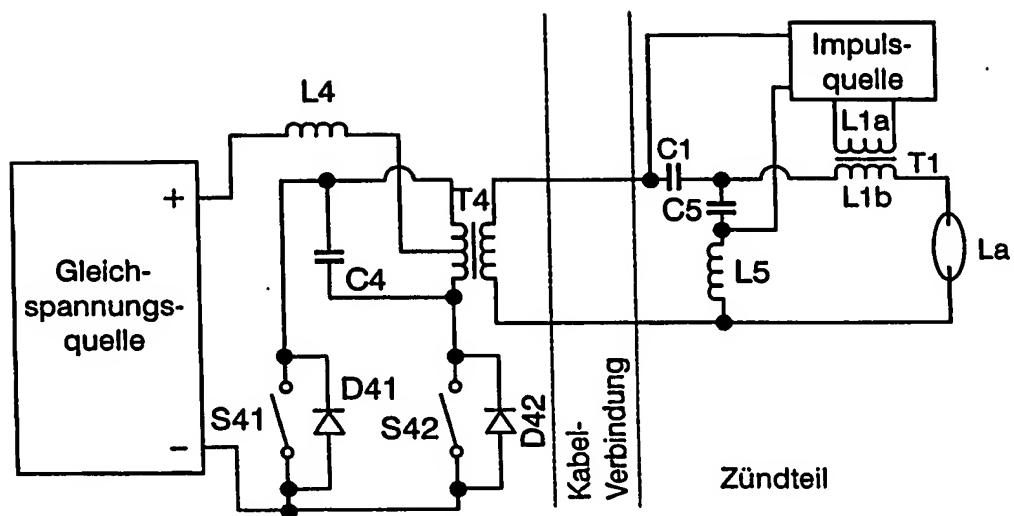 Impuls-
quelle
L4
L1a
C1
T1
L1b
+
T4
C5
La
Gleich-
spannungs-
quelle
C4
L5
D41
S41
S42
D42
Kabel-
Verbindung
−
Zündteil